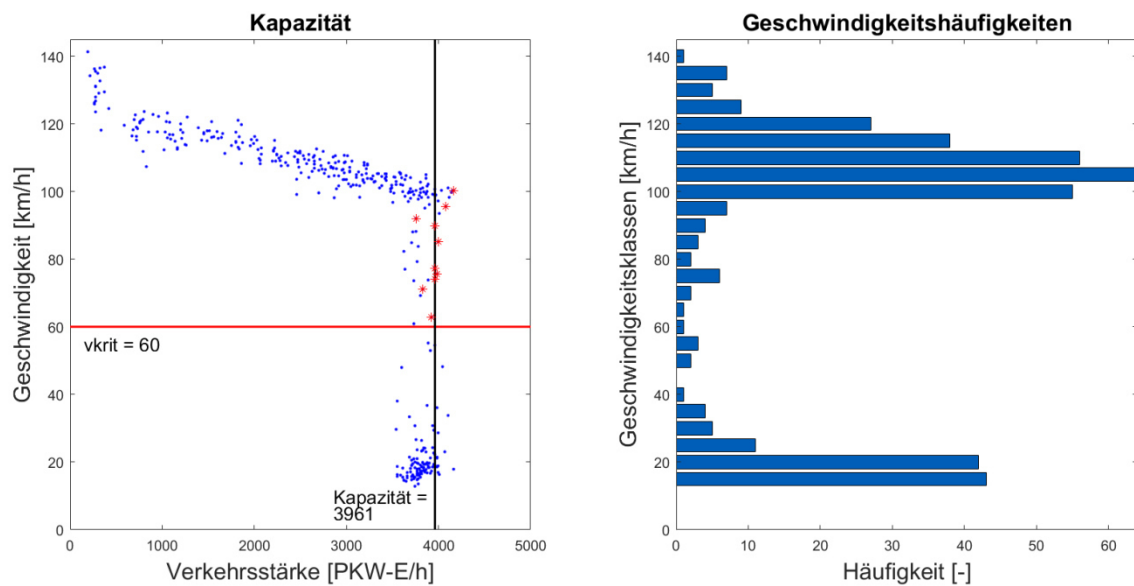 Kapazität
Geschwindigkeit [km/h]
140
120
100
80
60
40
20
0
vkrit = 60
Kapazität =
3961
0 1000 2000 3000 4000 5000
Verkehrsstärke [PKW-E/h]
Geschwindigkeitshäufigkeiten
Geschwindigkeitsklassen [km/h]
140
120
100
80
60
40
20
0
0 10 20 30 40 50 60
Häufigkeit [-]